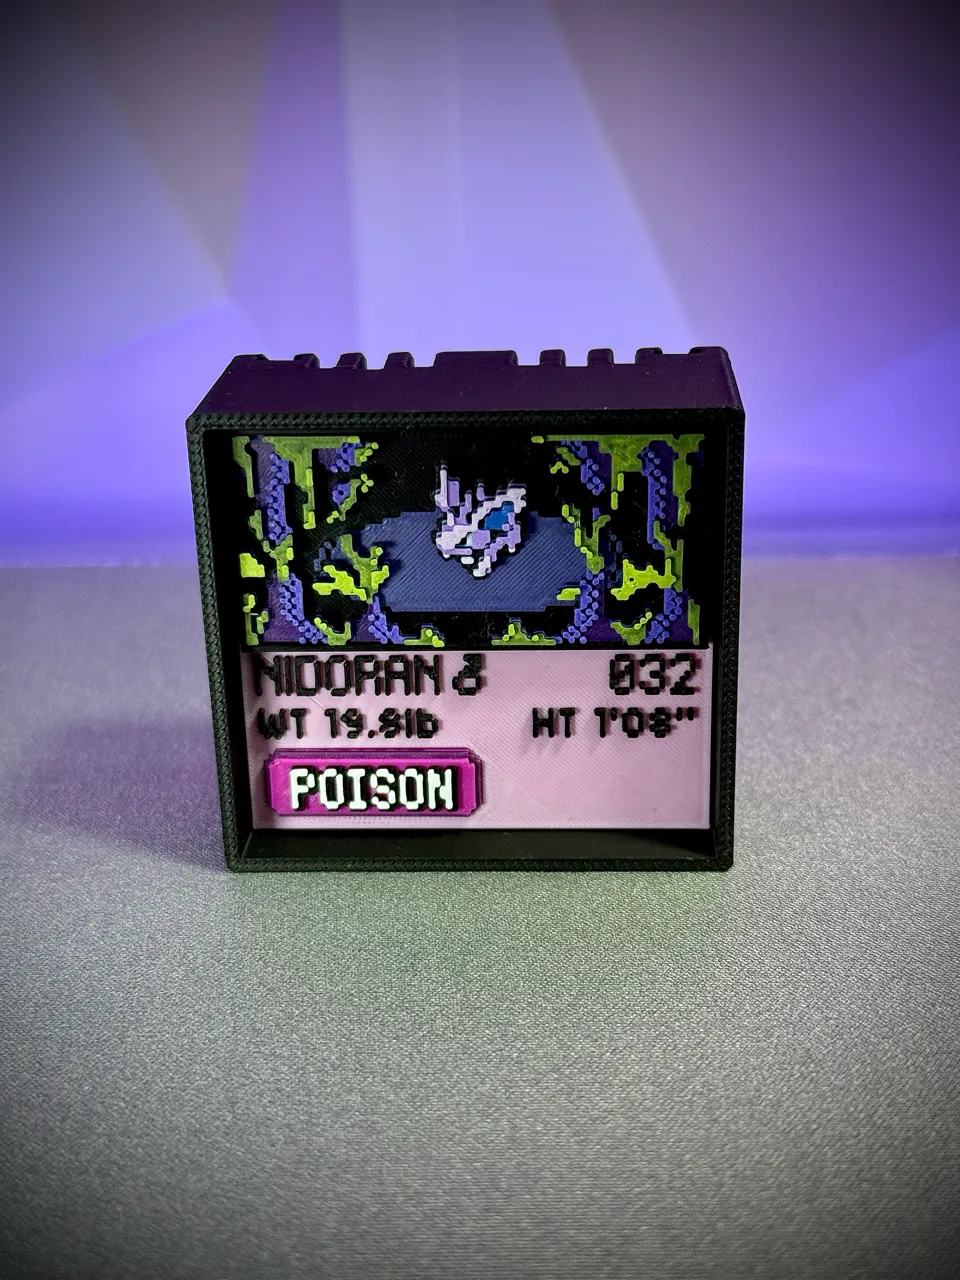 NIDORAN♂ 032
WT 19.8lb HT 1'08"
POISON